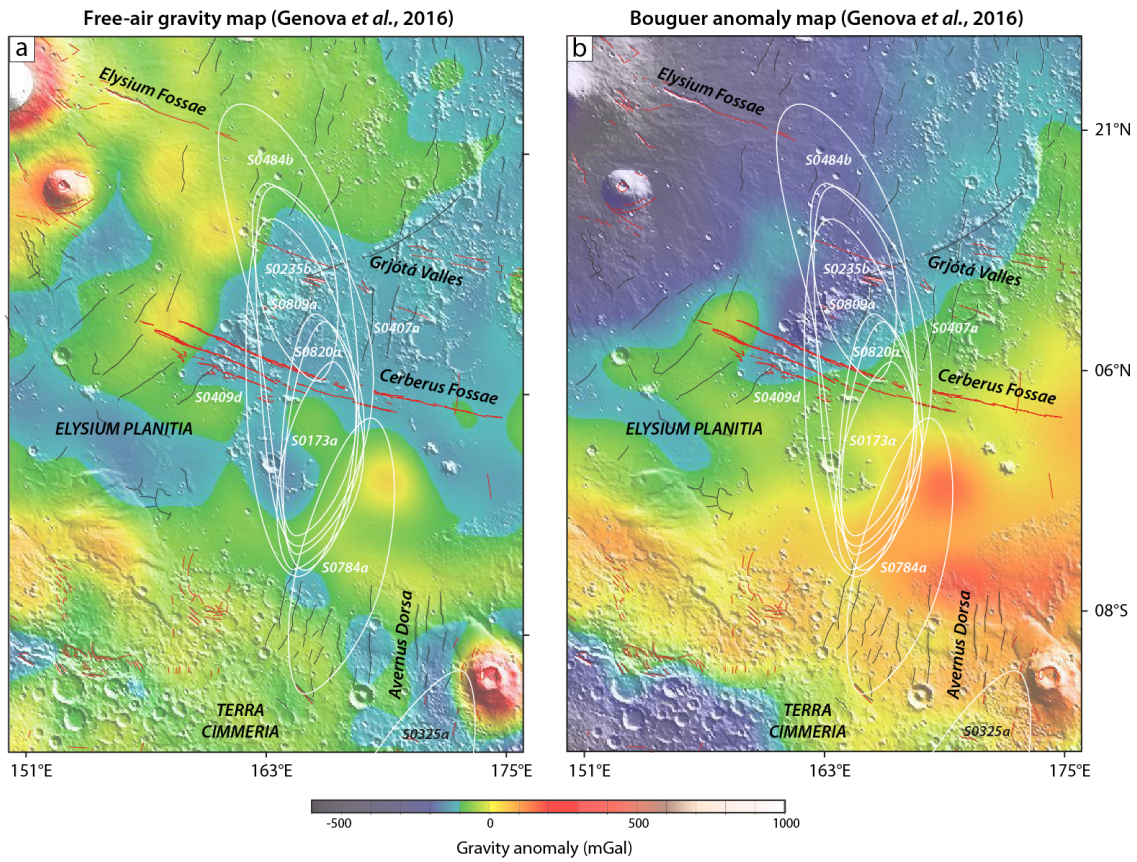 Free-air gravity map (Genova et al., 2016)
Bouguer anomaly map (Genova et al., 2016)
a
Elysium Fossae
S0484b
Grjótá Valles
S0235b
S0809a
S0407a
S0820a
Cerberus Fossae
S0409d
ELYSIUM PLANITIA
S0173a
S0784a
Avernus Dorsa
TERRA
CIMMERIA
S0325a
151°E
163°E
175°E
b
Elysium Fossae
21°N
S0484b
Grjótá Valles
S0235b
S0809a
S0407a
S0820a
06°N
Cerberus Fossae
S0409d
ELYSIUM PLANITIA
S0173a
S0784a
08°S
Avernus Dorsa
TERRA
CIMMERIA
S0325a
151°E
163°E
175°E
-500
0
500
1000
Gravity anomaly (mGal)